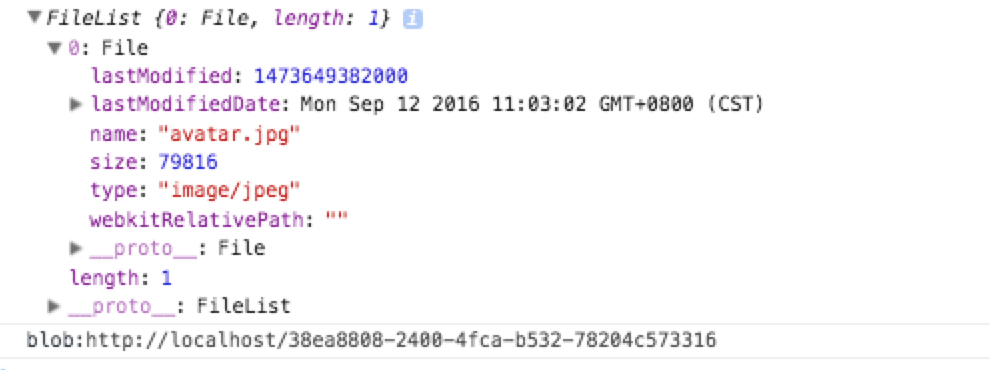 ▼FileList {0: File, length: 1} i
▼0: File
lastModified: 1473649382000
▶lastModifiedDate: Mon Sep 12 2016 11:03:02 GMT+0800 (CST)
name: "avatar.jpg"
size: 79816
type: "image/jpeg"
webkitRelativePath: ""
▶__proto__: File
length: 1
▶__proto__: FileList
blob:http://localhost/38ea8808-2400-4fca-b532-78204c573316